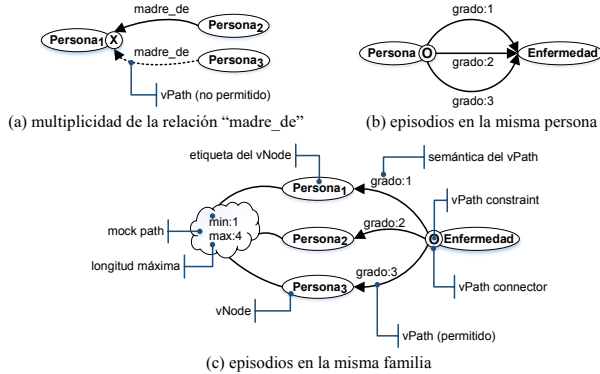 madre_de
Persona1
X
Persona2
madre_de
Persona3
vPath (no permitido)
(a) multiplicidad de la relación “madre_de”
grado:1
Persona
O
Enfermedad
grado:2
grado:3
(b) episodios en la misma persona
etiqueta del vNode
semántica del vPath
Persona1
grado:1
vPath constraint
mock path
min:1
max:4
Persona2
grado:2
O
Enfermedad
longitud máxima
grado:3
vPath connector
Persona3
vNode
vPath (permitido)
(c) episodios en la misma familia